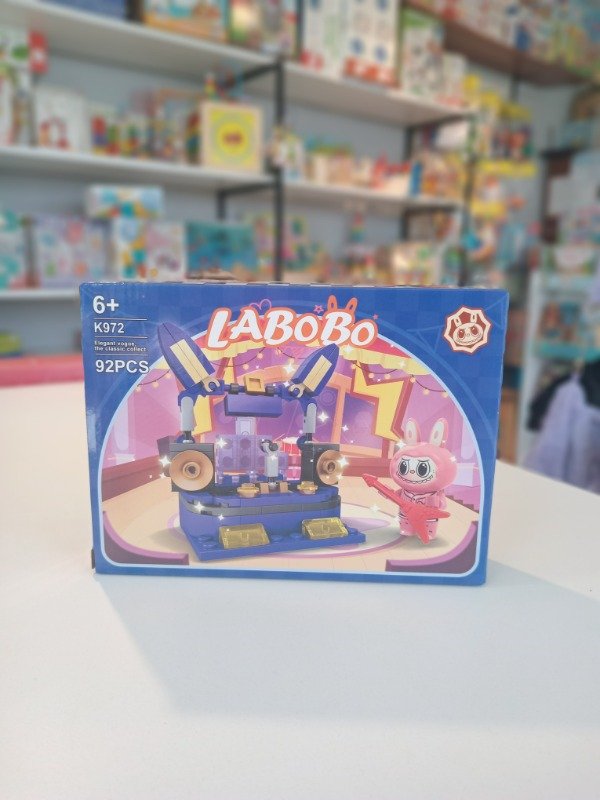 6+
K972
Elegant vogue,
the classic collect
92PCS
LABOBO